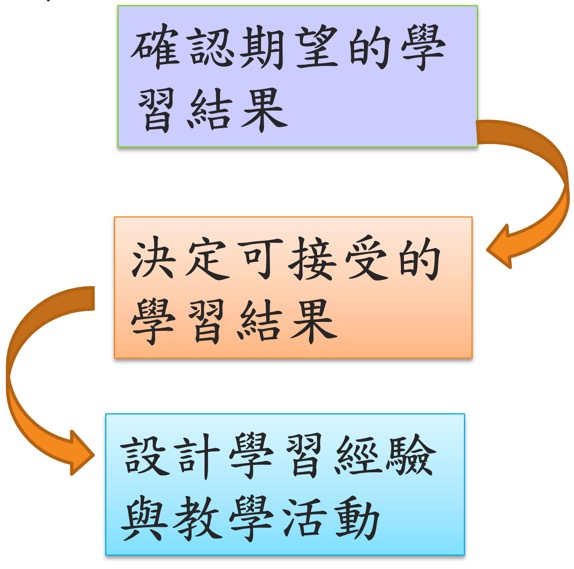 確認期望的學
習結果
決定可接受的
學習結果
設計學習經驗
與教學活動